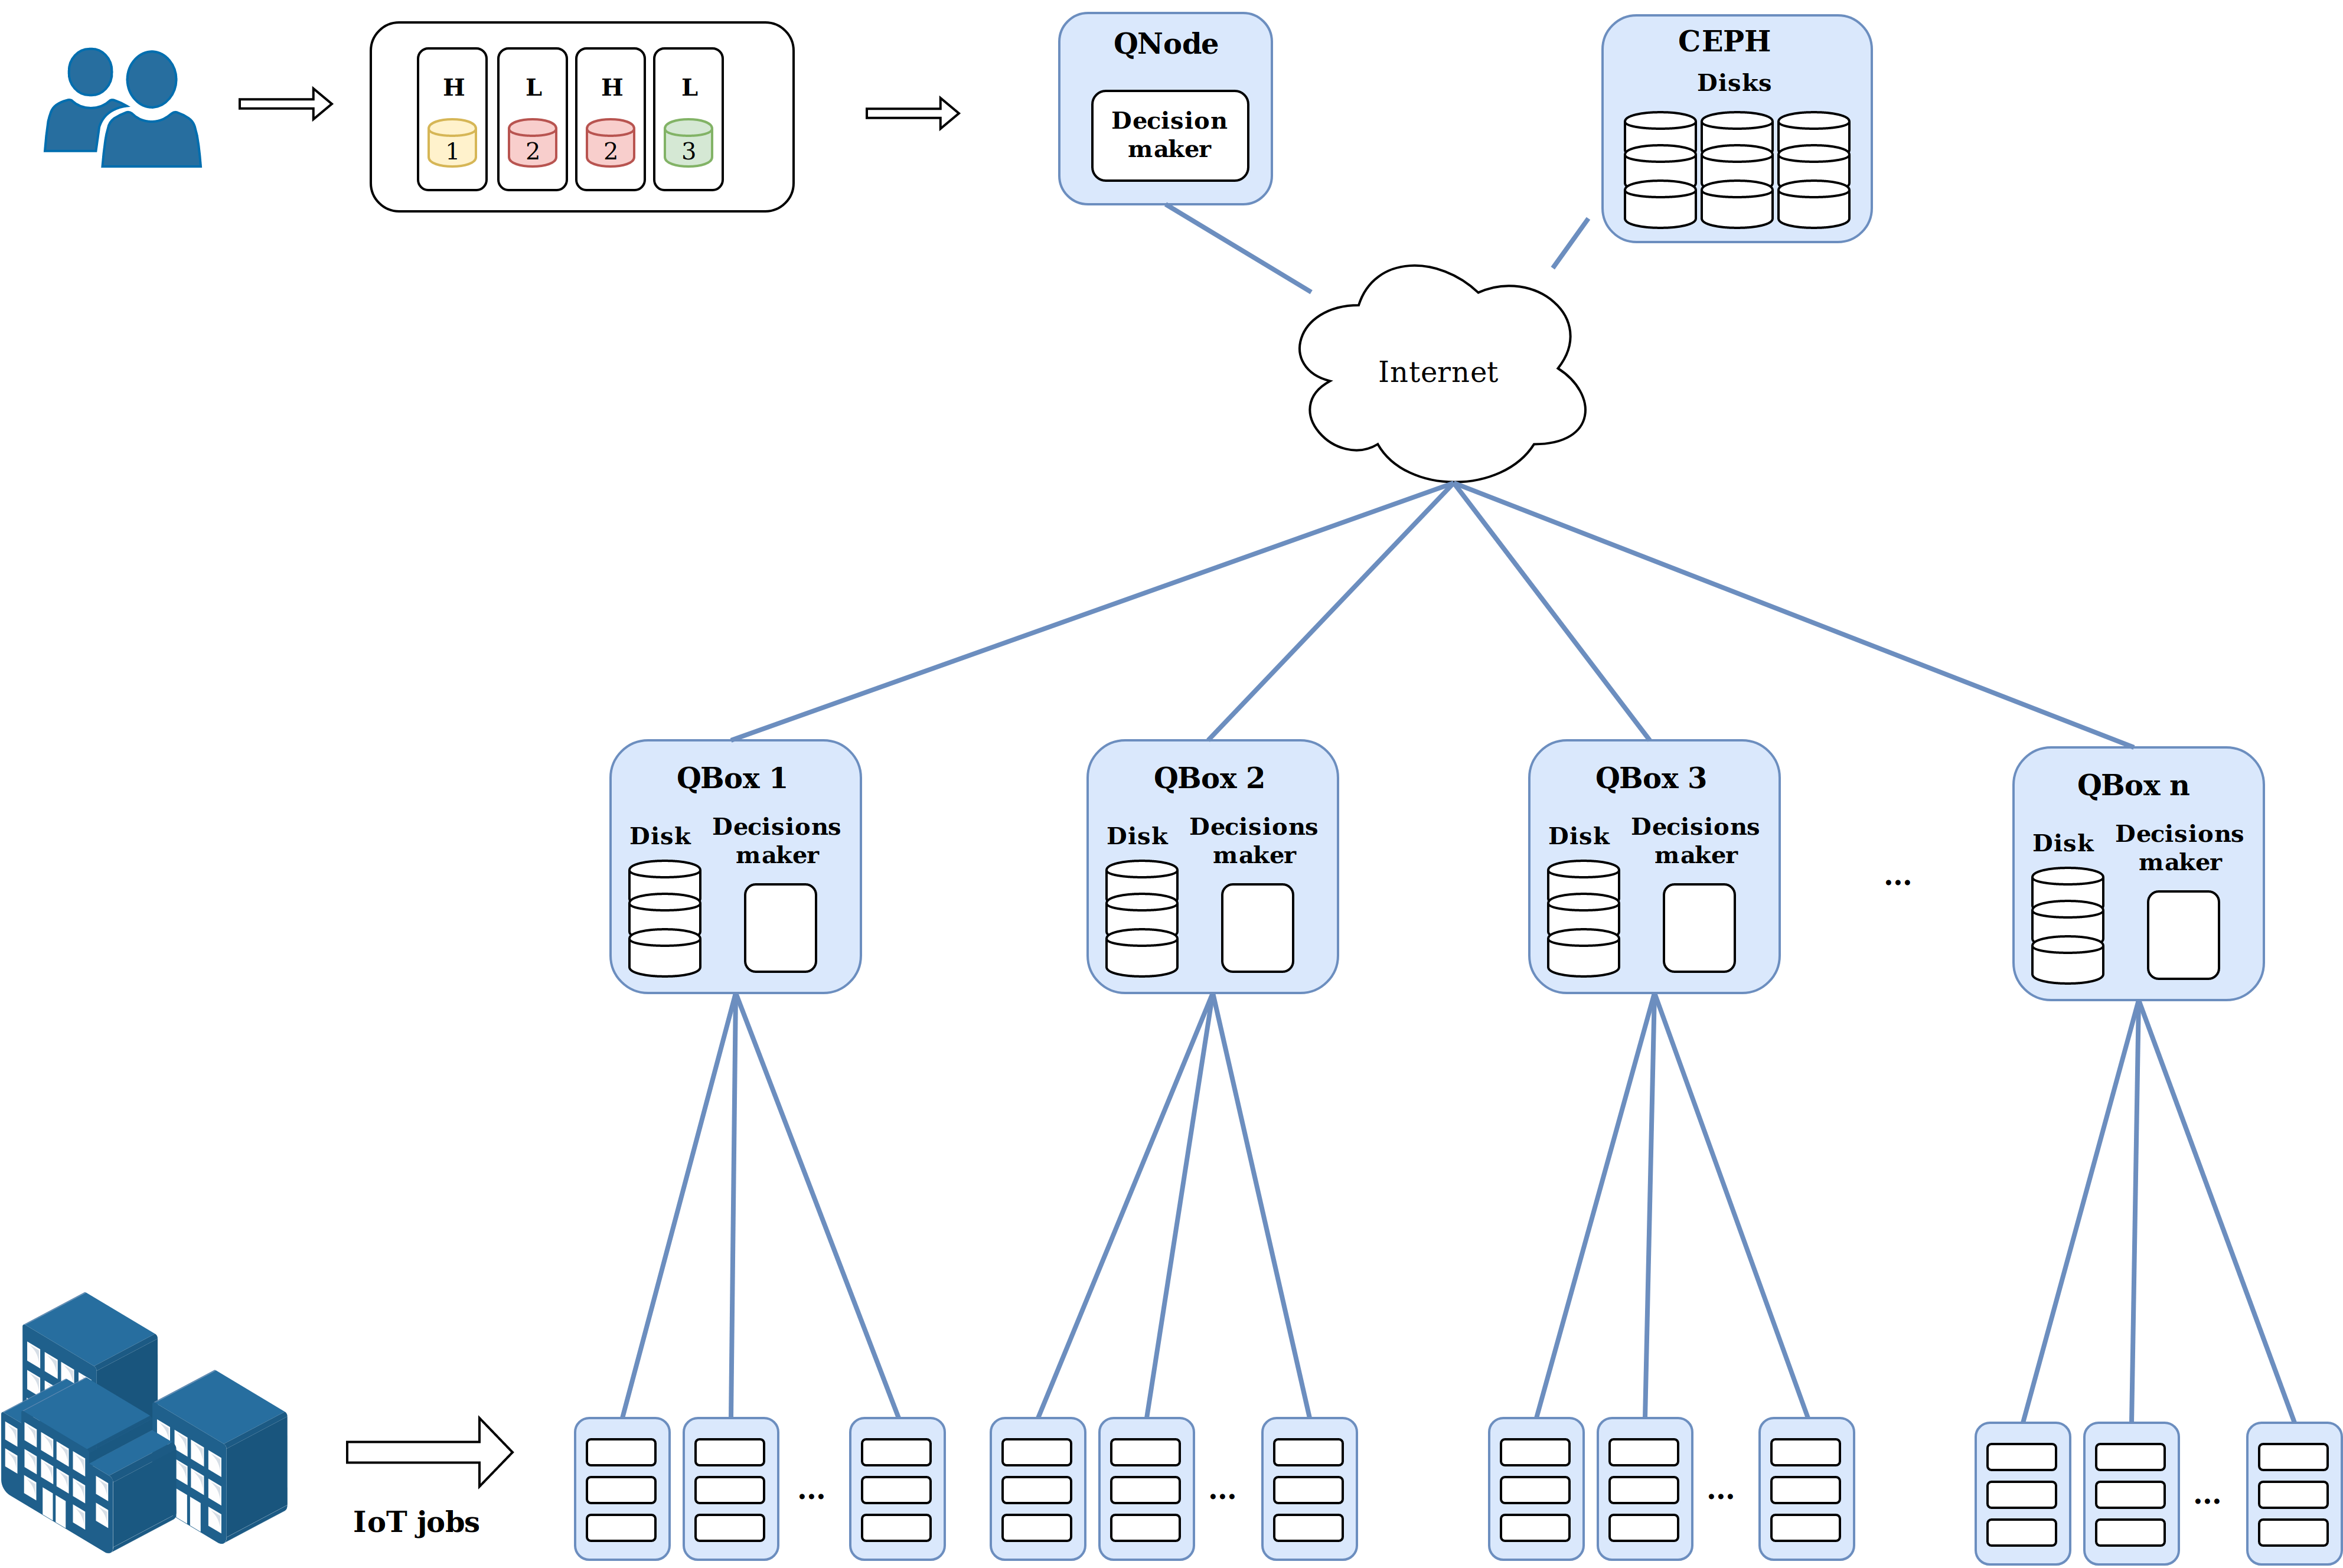 H L H L
1 2 2 3
QNode
Decision
maker
CEPH
Disks
Internet
QBox 1
Disk
Decisions
maker
QBox 2
Disk
Decisions
maker
QBox 3
Disk
Decisions
maker
...
QBox n
Disk
Decisions
maker
IoT jobs
...
...
...
...